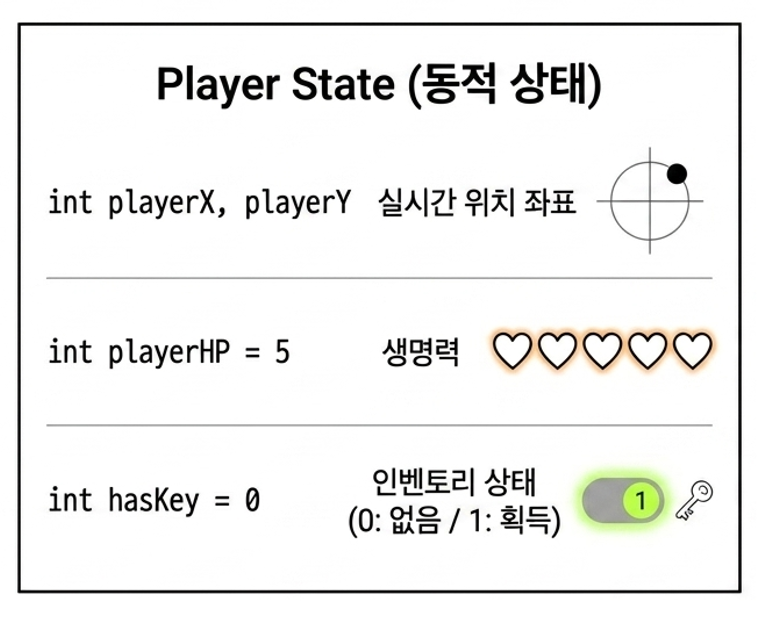 Player State (동적 상태)
int playerX, playerY 실시간 위치 좌표
int playerHP = 5 생명력
int hasKey = 0
인벤토리 상태
(0: 없음 / 1: 획득)
1